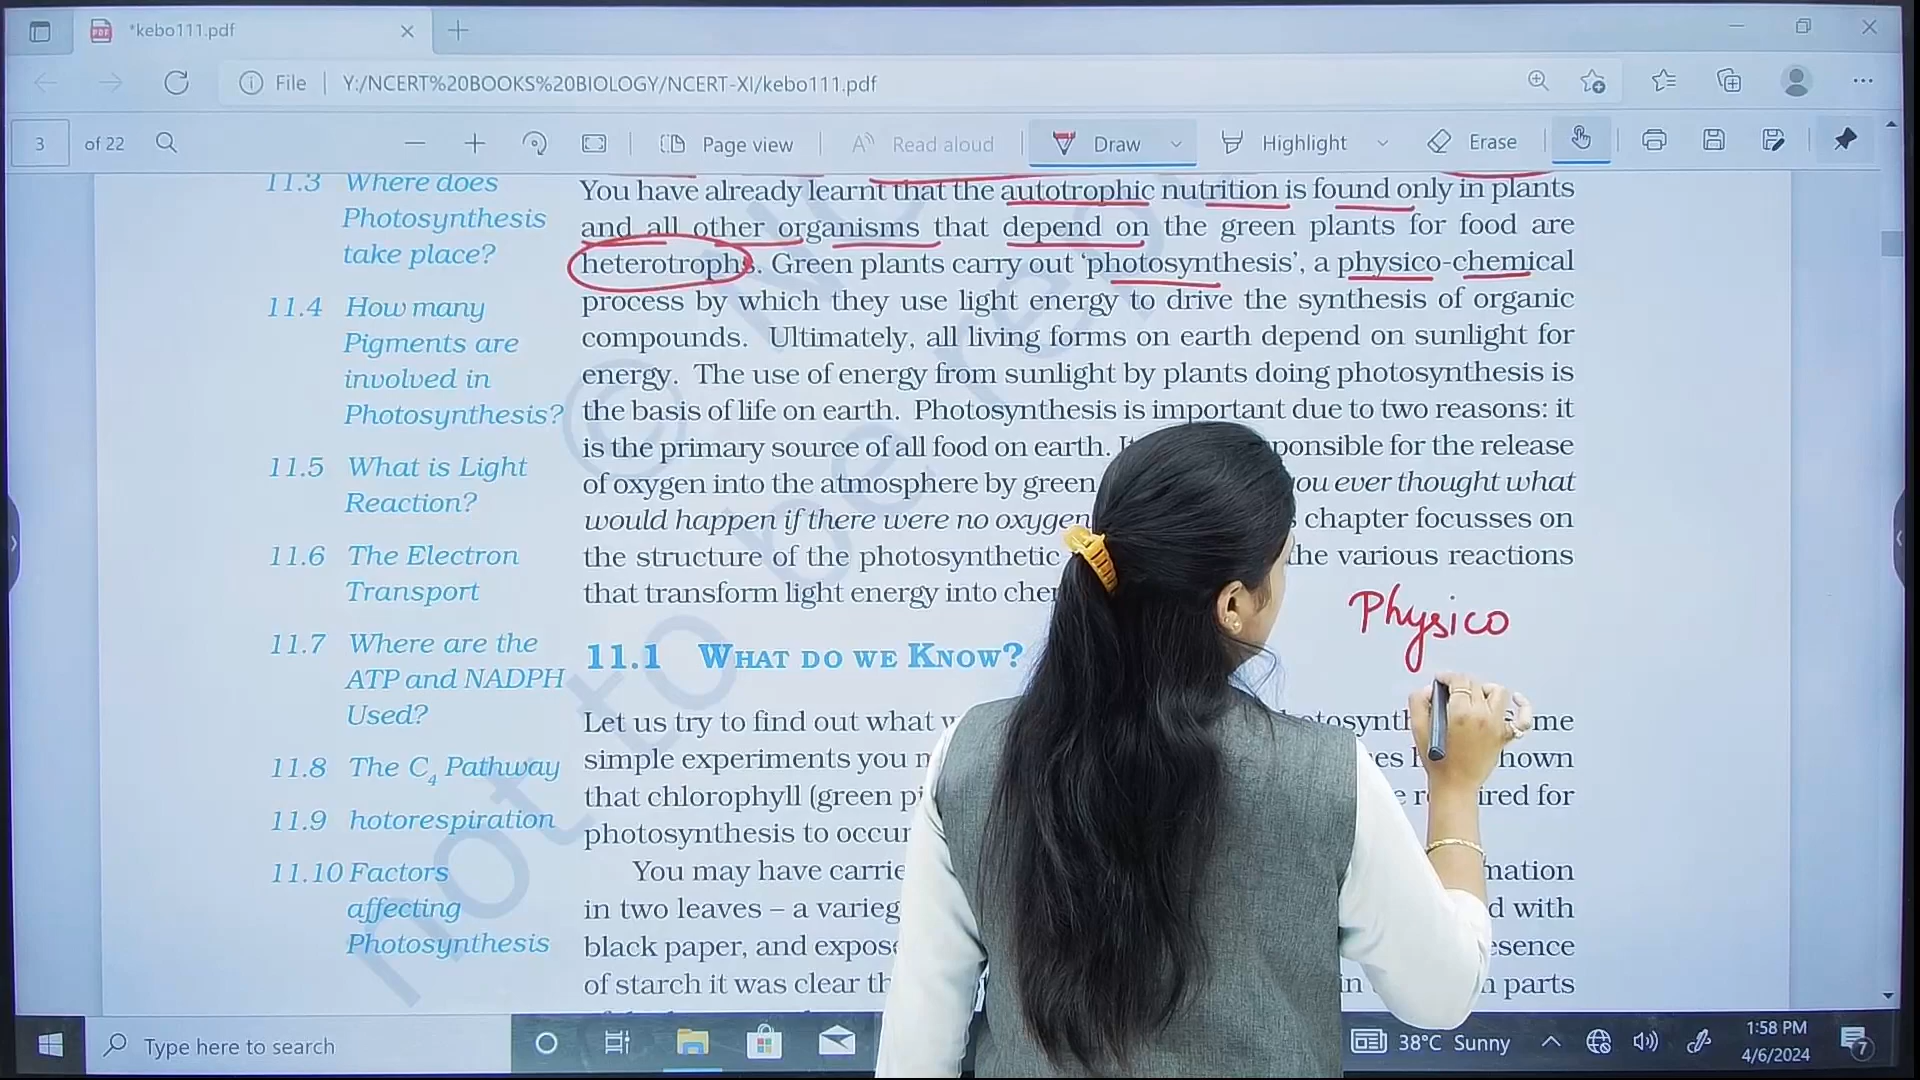 *kebo111.pdf
File
Y:/NCERT%20BOOKS%20BIOLOGY/NCERT-XI/kebo111.pdf
3 of 22
Page view
Read aloud
Draw
Highlight
Erase
11.3 Where does
Photosynthesis
take place?
11.4 How many
Pigments are
involved in
Photosynthesis?
11.5 What is Light
Reaction?
11.6 The Electron
Transport
11.7 Where are the
ATP and NADPH
Used?
11.8 The C4 Pathway
11.9 hotorespiration
11.10 Factors
affecting
Photosynthesis
You have already learnt that the autotrophic nutrition is found only in plants
and all other organisms that depend on the green plants for food are
heterotrophs. Green plants carry out ‘photosynthesis’, a physico-chemical
process by which they use light energy to drive the synthesis of organic
compounds. Ultimately, all living forms on earth depend on sunlight for
energy. The use of energy from sunlight by plants doing photosynthesis is
the basis of life on earth. Photosynthesis is important due to two reasons: it
is the primary source of all food on earth. for the release
of oxygen into the atmosphere by green you ever thought what
would happen if there were no oxygen chapter focusses on
the structure of the photosynthetic the various reactions
that transform light energy into
Physico
11.1 WHAT DO WE KNOW?
Let us try to find out what
simple experiments you
that chlorophyll (green for
photosynthesis to occur
You may have
in two leaves – a with
black paper, and
of starch it was clear parts
not to be
Type here to search
38°C Sunny
1:58 PM
4/6/2024
7